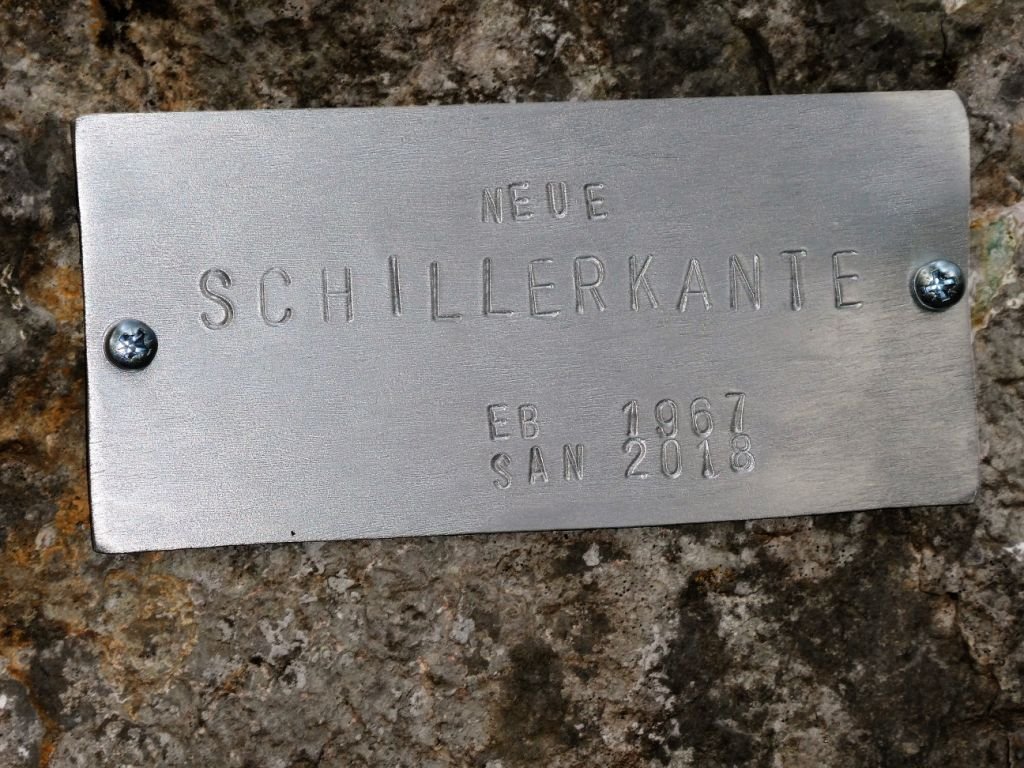 NEUE
SCHILLERKANTE
EB 1967
SAN 2018